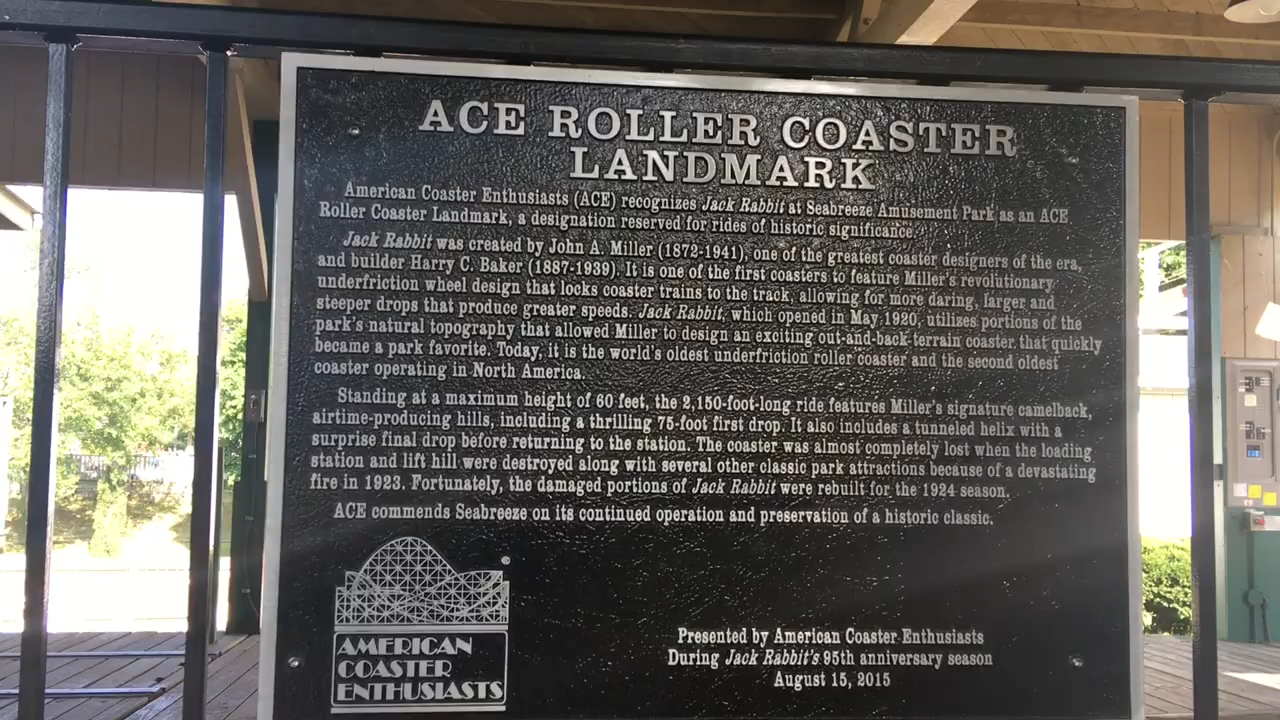 ACE ROLLER COASTER
LANDMARK
American Coaster Enthusiasts (ACE) recognizes Jack Rabbit at Seabreeze Amusement Park as an ACE
Roller Coaster Landmark, a designation reserved for rides of historic significance.
Jack Rabbit was created by John A. Miller (1872-1941), one of the greatest coaster designers of the era,
and builder Harry C. Baker (1887-1939). It is one of the first coasters to feature Miller's revolutionary
underfriction wheel design that locks coaster trains to the track, allowing for more daring, larger and
steeper drops that produce greater speeds. Jack Rabbit, which opened in May 1920, utilizes portions of the
park's natural topography that allowed Miller to design an exciting out-and-back terrain coaster that quickly
became a park favorite. Today, it is the world's oldest underfriction roller coaster and the second oldest
coaster operating in North America.
Standing at a maximum height of 60 feet, the 2,150-foot-long ride features Miller's signature camelback,
airtime-producing hills, including a thrilling 75-foot first drop. It also includes a tunneled helix with a
surprise final drop before returning to the station. The coaster was almost completely lost when the loading
station and lift hill were destroyed along with several other classic park attractions because of a devastating
fire in 1923. Fortunately, the damaged portions of Jack Rabbit were rebuilt for the 1924 season.
ACE commends Seabreeze on its continued operation and preservation of a historic classic.
®
AMERICAN
COASTER
ENTHUSIASTS
Presented by American Coaster Enthusiasts
During Jack Rabbit's 95th anniversary season
August 15, 2015